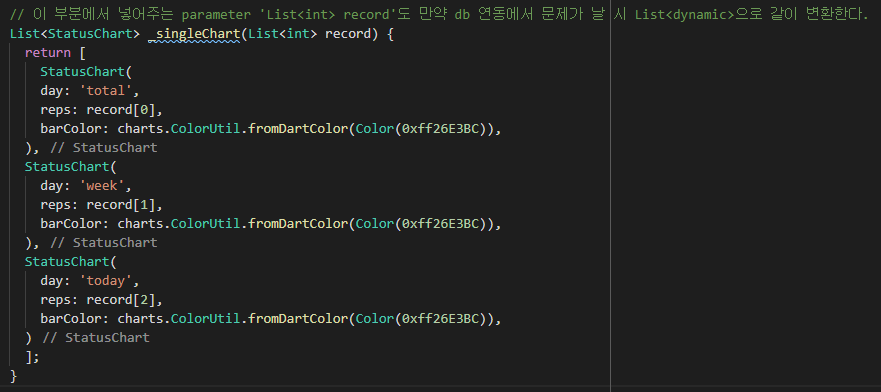 // 이 부분에서 넣어주는 parameter 'List<int> record'도 만약 db 연동에서 문제가 날 시 List<dynamic>으로 같이 변환한다.
List<StatusChart> _singleChart(List<int> record) {
  return [
    StatusChart(
    day: 'total',
    reps: record[0],
    barColor: charts.ColorUtil.fromDartColor(Color(0xff26E3BC)),
  ), // StatusChart
  StatusChart(
    day: 'week',
    reps: record[1],
    barColor: charts.ColorUtil.fromDartColor(Color(0xff26E3BC)),
  ), // StatusChart
  StatusChart(
    day: 'today',
    reps: record[2],
    barColor: charts.ColorUtil.fromDartColor(Color(0xff26E3BC)),
  ) // StatusChart
  ];
}